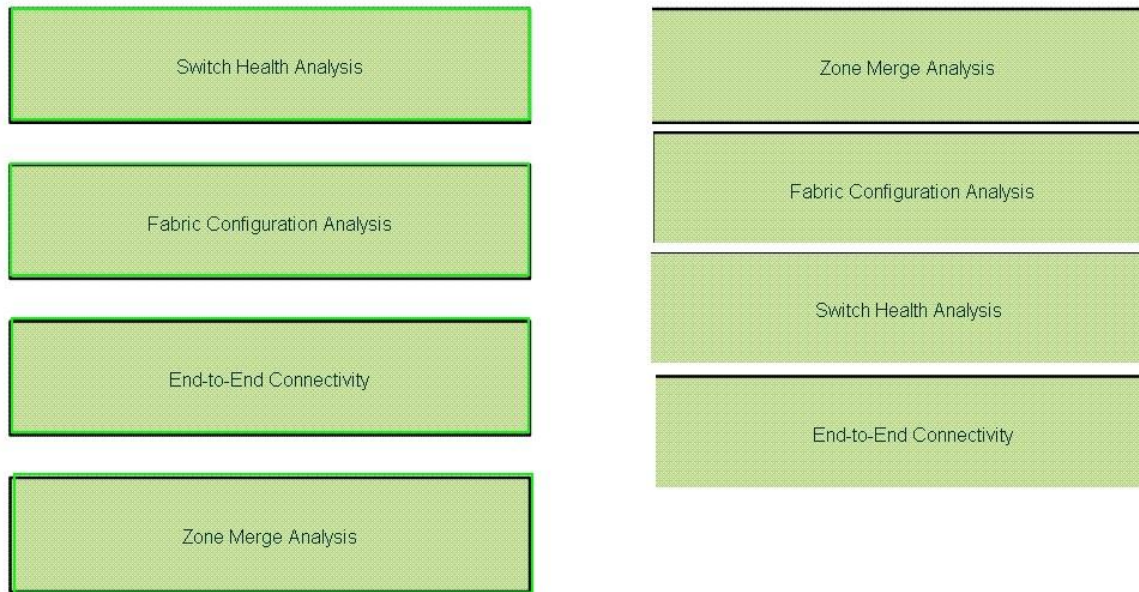 Switch Health Analysis
Fabric Configuration Analysis
End-to-End Connectivity
Zone Merge Analysis
Zone Merge Analysis
Fabric Configuration Analysis
Switch Health Analysis
End-to-End Connectivity